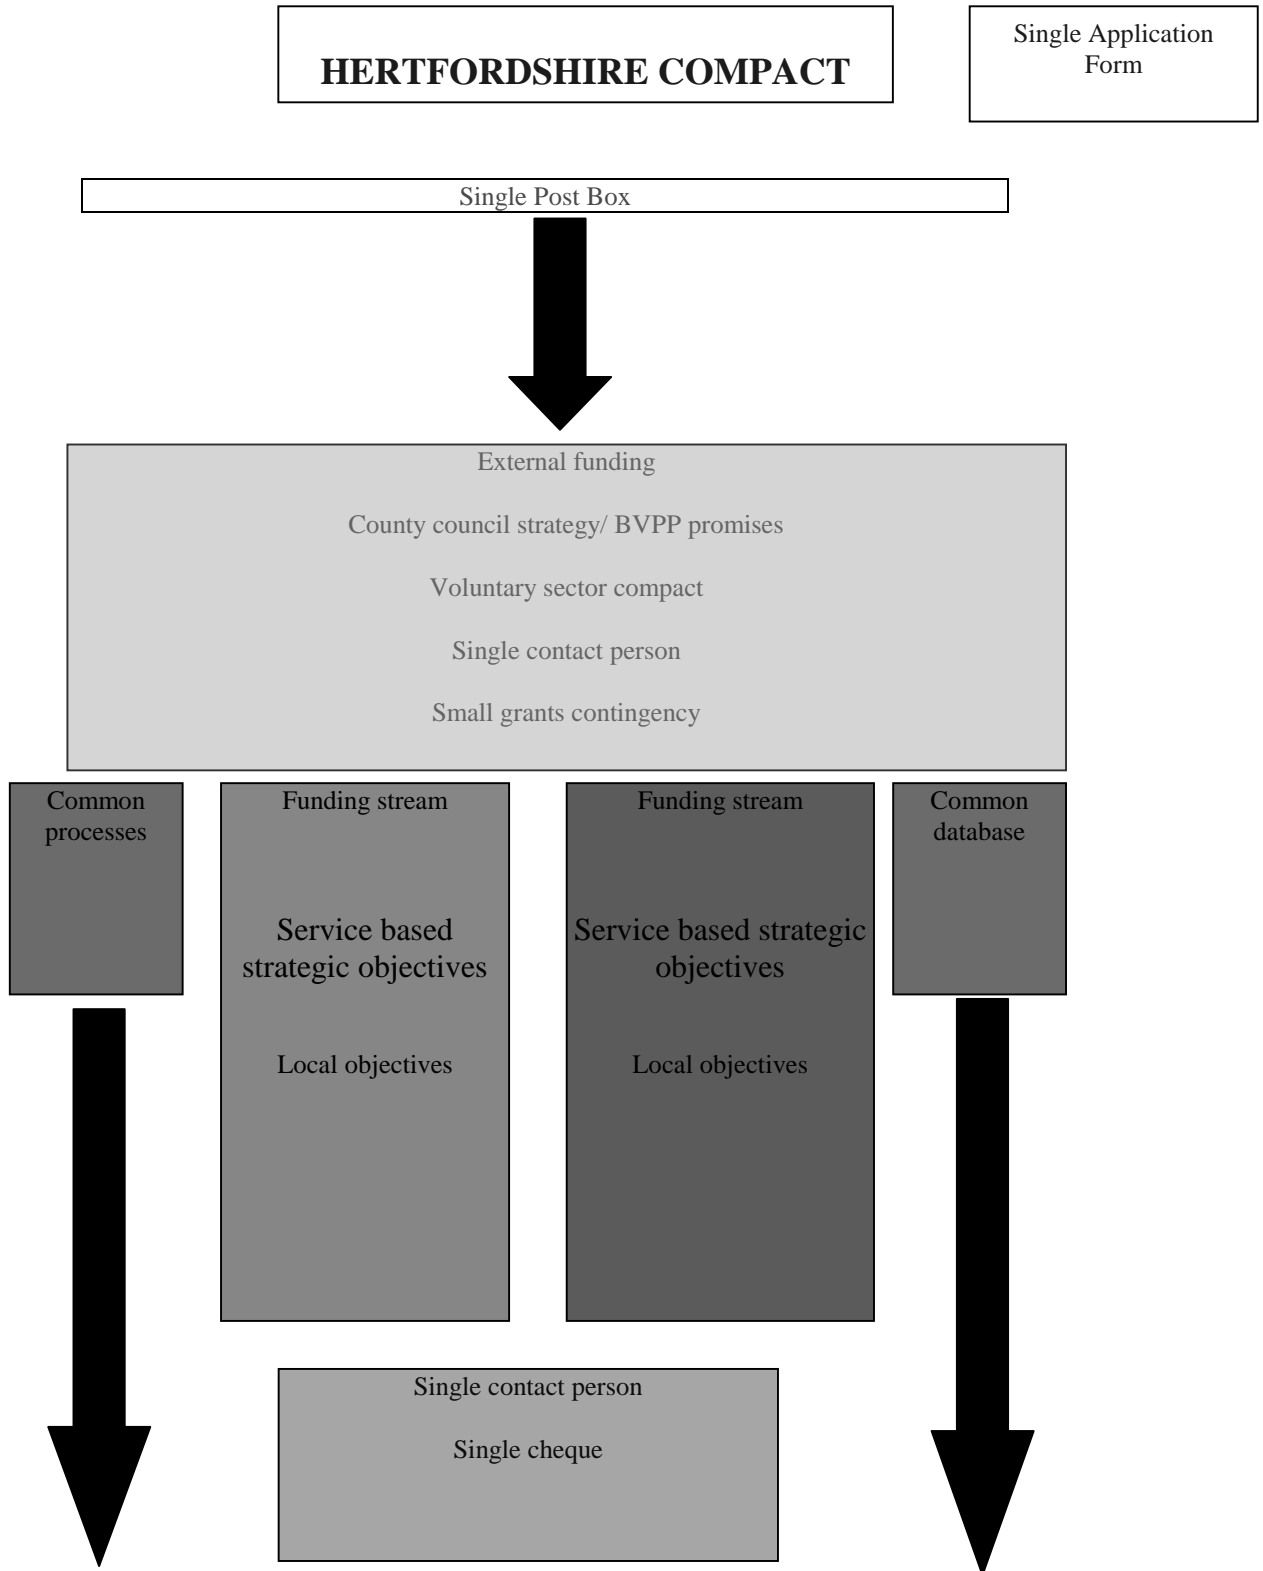 HERTFORDSHIRE COMPACT
Single Application
Form
Single Post Box
External funding
County council strategy/ BVPP promises
Voluntary sector compact
Single contact person
Small grants contingency
Common
processes
Funding stream
Service based
strategic objectives
Local objectives
Funding stream
Service based strategic
objectives
Local objectives
Common
database
Single contact person
Single cheque